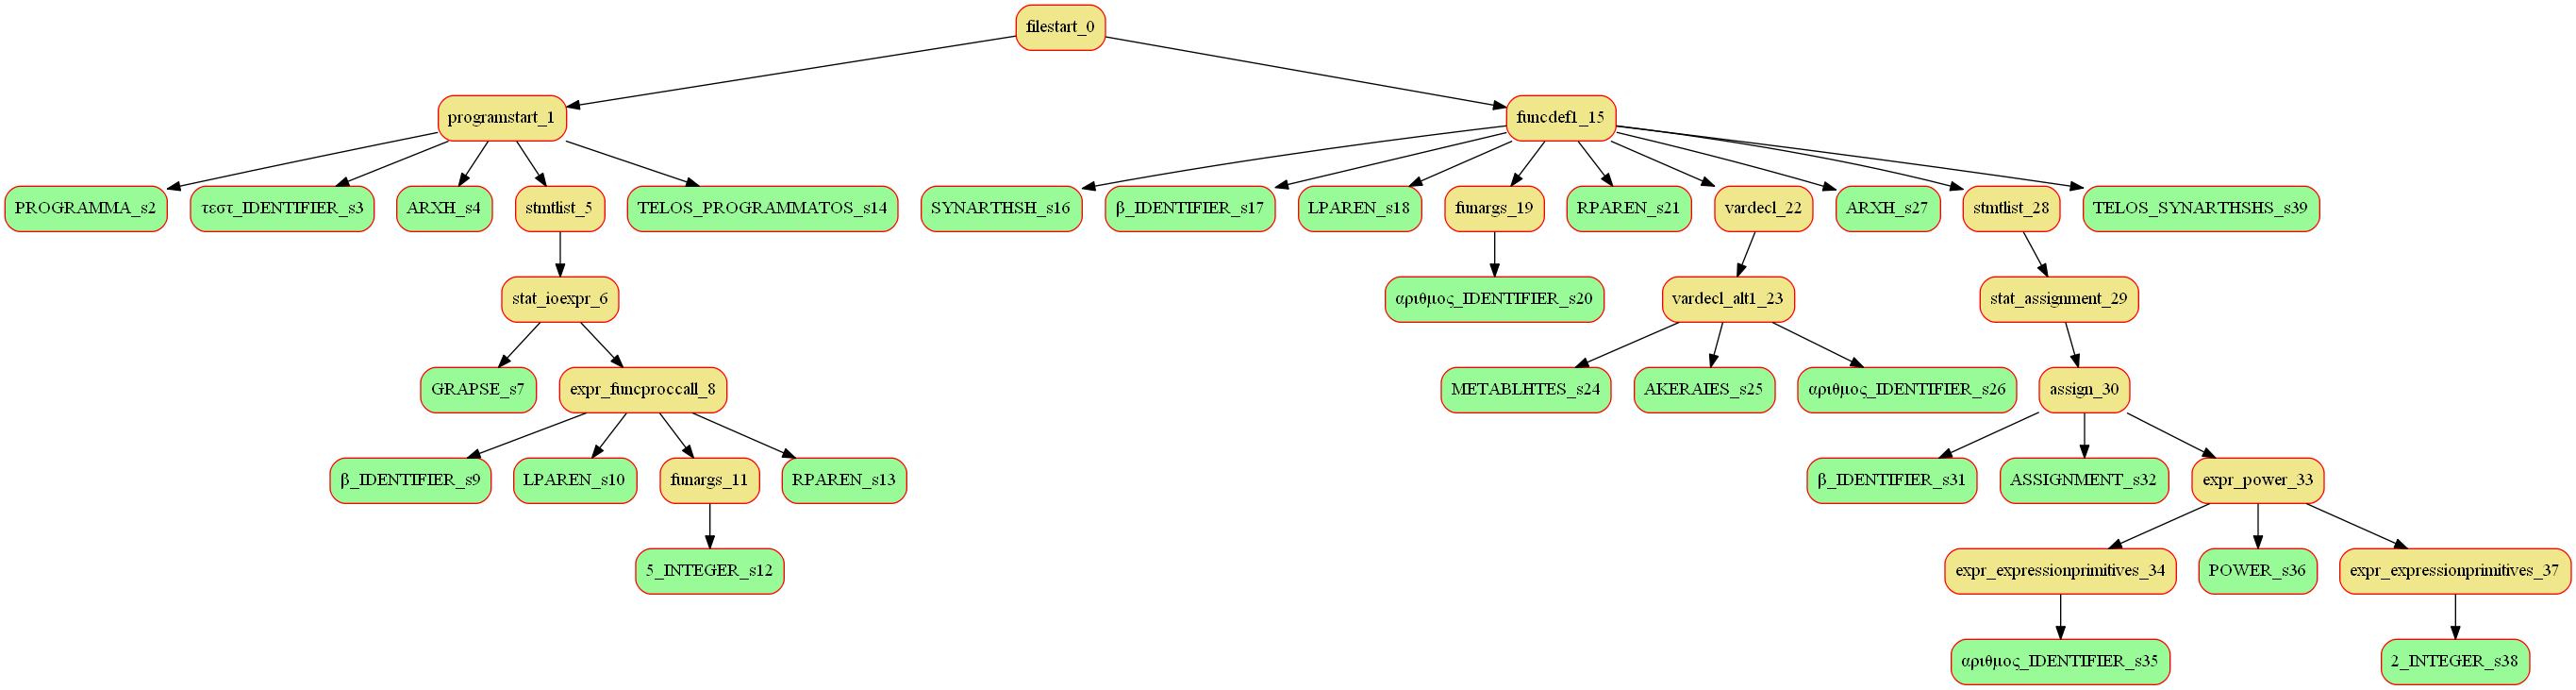 filestart_0
programstart_1
funcdef1_15
PROGRAMMA_s2
τεστ_IDENTIFIER_s3
ARXH_s4
stmtlist_5
TELOS_PROGRAMMATOS_s14
SYNARTHSH_s16
β_IDENTIFIER_s17
LPAREN_s18
funargs_19
RPAREN_s21
vardecl_22
ARXH_s27
stmtlist_28
TELOS_SYNARTHSHS_s39
stat_ioexpr_6
αριθμος_IDENTIFIER_s20
vardecl_alt1_23
stat_assignment_29
GRAPSE_s7
expr_funcproccall_8
METABLHTES_s24
AKERAIES_s25
αριθμος_IDENTIFIER_s26
assign_30
β_IDENTIFIER_s9
LPAREN_s10
funargs_11
RPAREN_s13
β_IDENTIFIER_s31
ASSIGNMENT_s32
expr_power_33
5_INTEGER_s12
expr_expressionprimitives_34
POWER_s36
expr_expressionprimitives_37
αριθμος_IDENTIFIER_s35
2_INTEGER_s38